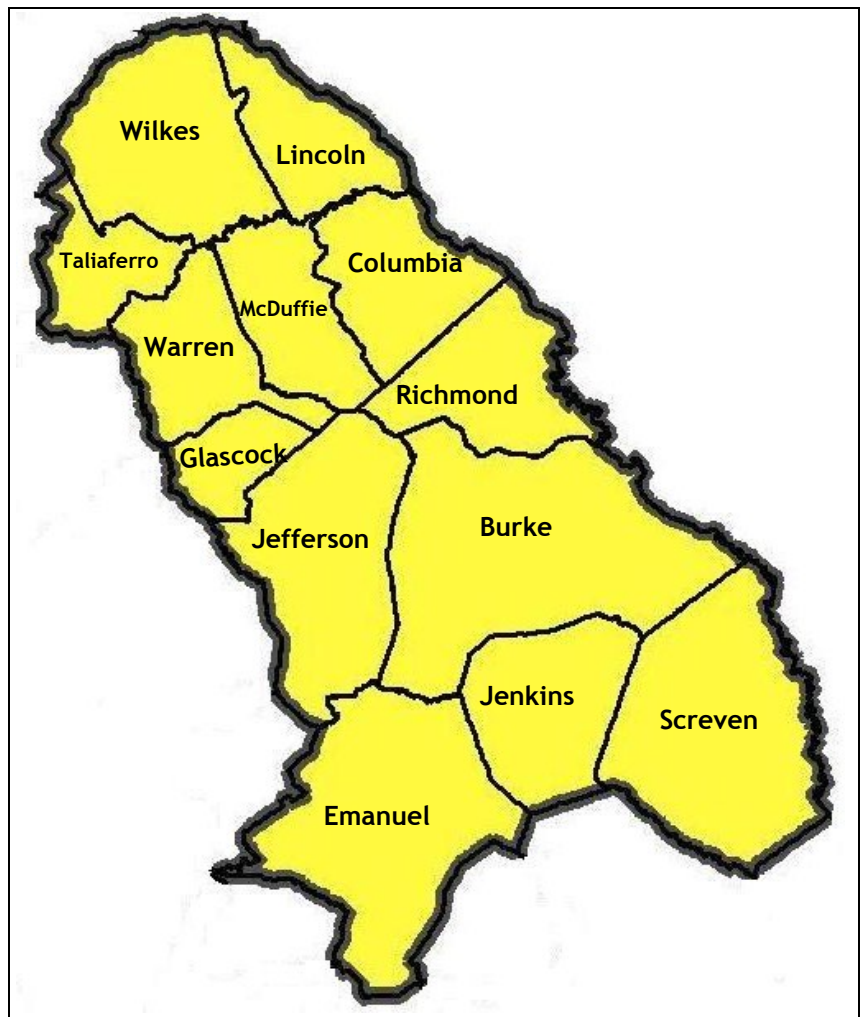 Wilkes
Lincoln
Taliaferro
Columbia
McDuffie
Warren
Richmond
Glascock
Jefferson
Burke
Jenkins
Screven
Emanuel